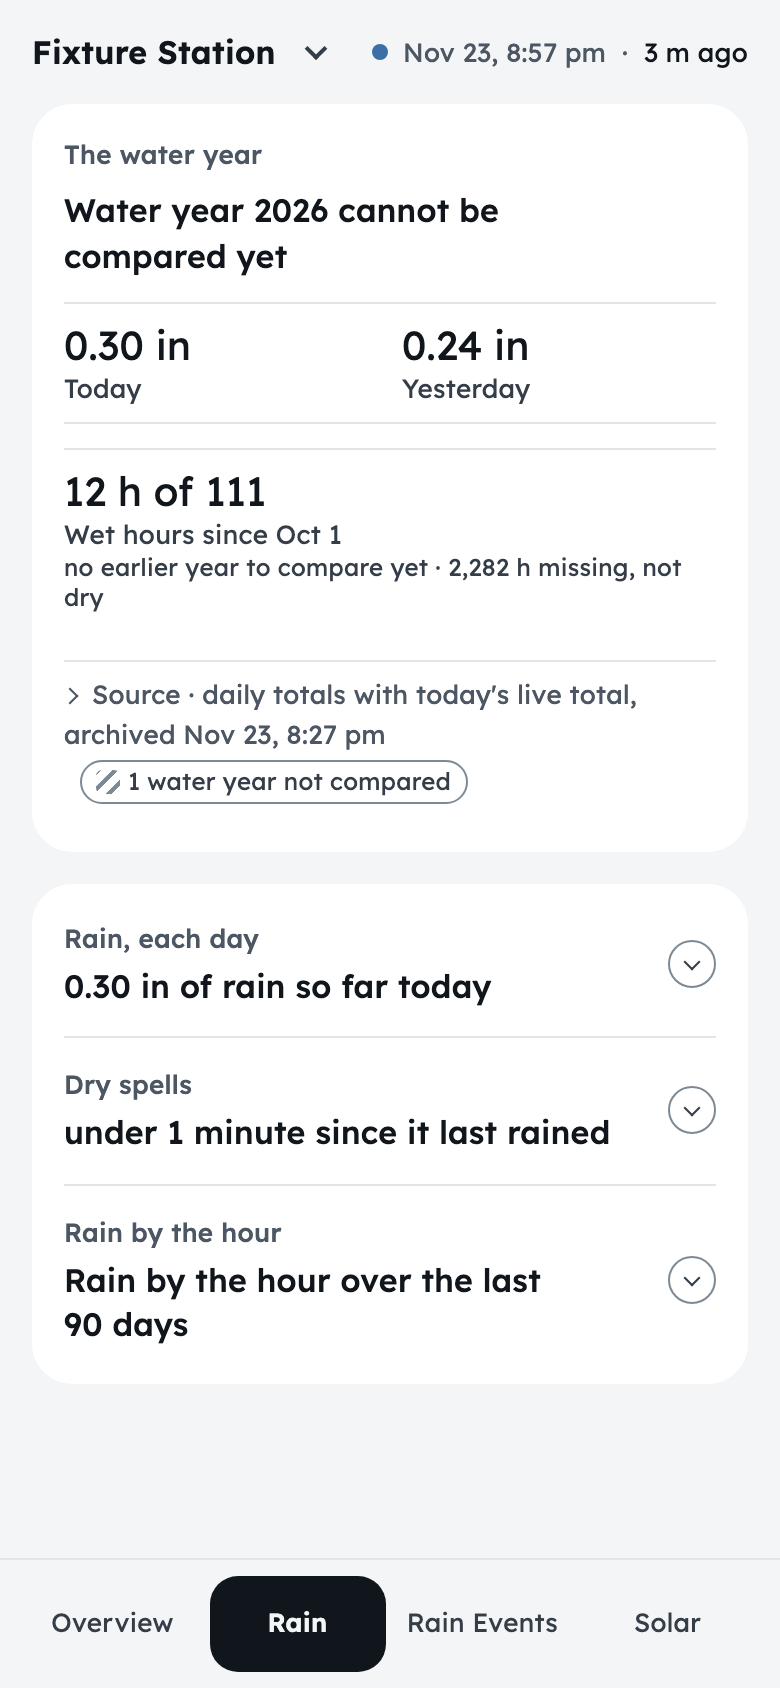 Fixture Station
Nov 23, 8:57 pm · 3 m ago
The water year
Water year 2026 cannot be
compared yet
0.30 in
Today
0.24 in
Yesterday
12 h of 111
Wet hours since Oct 1
no earlier year to compare yet · 2,282 h missing, not
dry
Source · daily totals with today's live total,
archived Nov 23, 8:27 pm
1 water year not compared
Rain, each day
0.30 in of rain so far today
Dry spells
under 1 minute since it last rained
Rain by the hour
Rain by the hour over the last
90 days
Overview
Rain
Rain Events
Solar